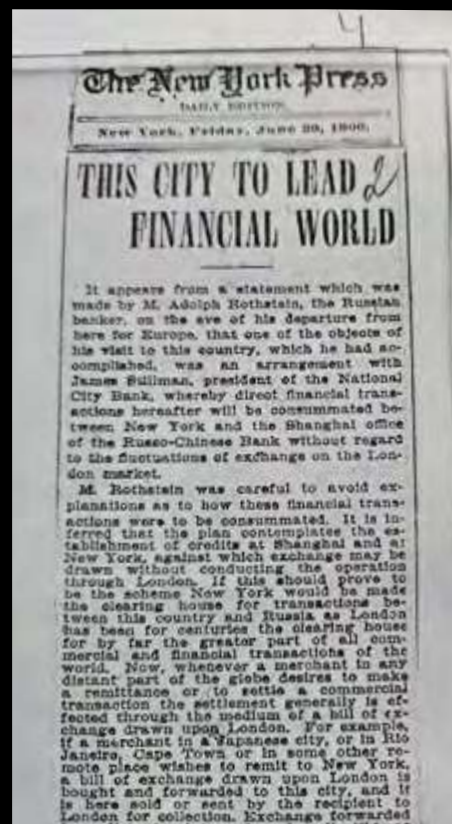 4
The New York Press
DAILY EDITION
New York, Friday, June 29, 1900.
THIS CITY TO LEAD 2
FINANCIAL WORLD
It appears from a statement which was
made by M. Adolph Rothstein, the Russian
banker, on the eve of his departure from
here for Europe, that one of the objects of
his visit to this country, which he had ac-
complished, was an arrangement with
James Stillman, president of the National
City Bank, whereby direct financial trans-
actions hereafter will be consummated be-
tween New York and the Shanghai office
of the Russo-Chinese Bank without regard
to the fluctuations of exchange on the Lon-
don market.
M. Rothstein was careful to avoid ex-
planations as to how these financial trans-
actions were to be consummated. It is in-
ferred that the plan contemplates the es-
tablishment of credits at Shanghai and at
New York, against which exchange may be
drawn without conducting the operation
through London. If this should prove to
be the scheme New York would be made
the clearing house for transactions be-
tween this country and Russia as London
has been for centuries the clearing house
for by far the greater part of all com-
mercial and financial transactions of the
world. Now, whenever a merchant in any
distant part of the globe desires to make
a remittance or to settle a commercial
transaction the settlement generally is ef-
fected through the medium of a bill of ex-
change drawn upon London. For example,
if a merchant in a Japanese city, or in Rio
Janeiro, Cape Town or in some other re-
mote place wishes to remit to New York,
a bill of exchange drawn upon London is
bought and forwarded to this city, and it
is here sold or sent by the recipient to
London for collection. Exchange forwarded